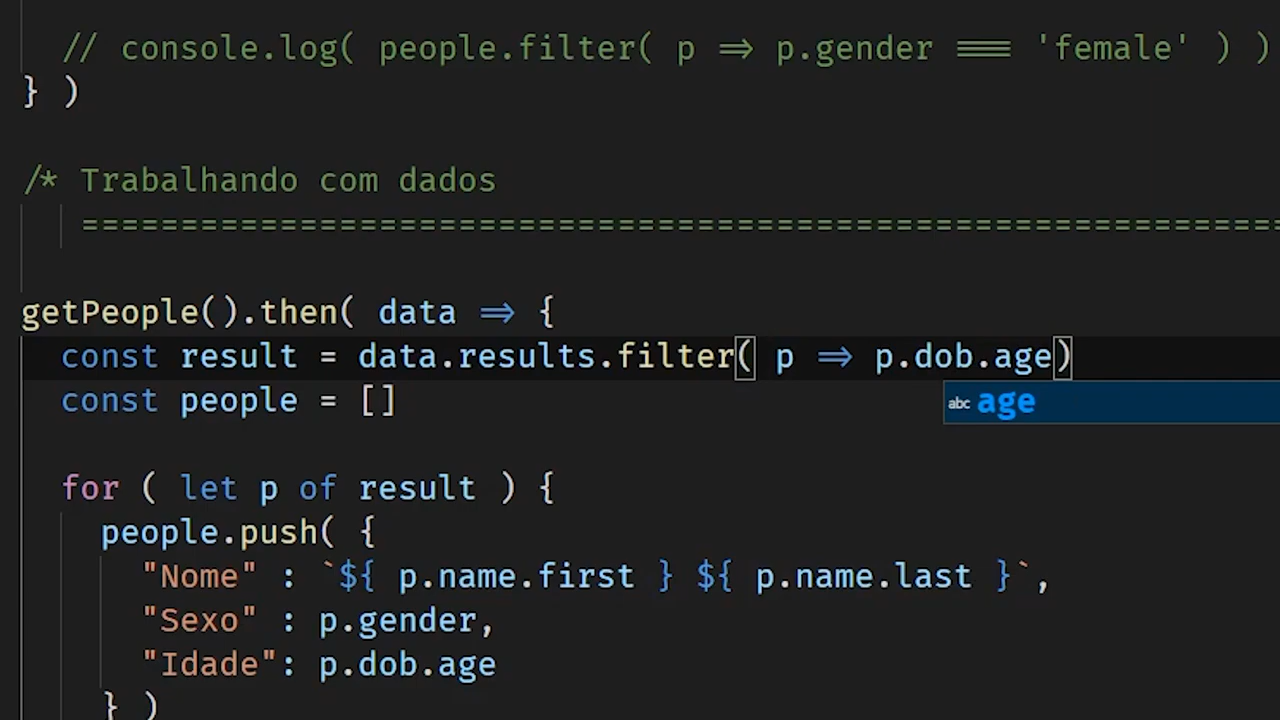 // console.log( people.filter( p => p.gender === 'female' ) )
} )
/* Trabalhando com dados
============================================================
getPeople().then( data => {
const result = data.results.filter( p => p.dob.age)
const people = []
abc age
for ( let p of result ) {
people.push( {
"Nome" : `${ p.name.first } ${ p.name.last }`,
"Sexo" : p.gender,
"Idade": p.dob.age
} )